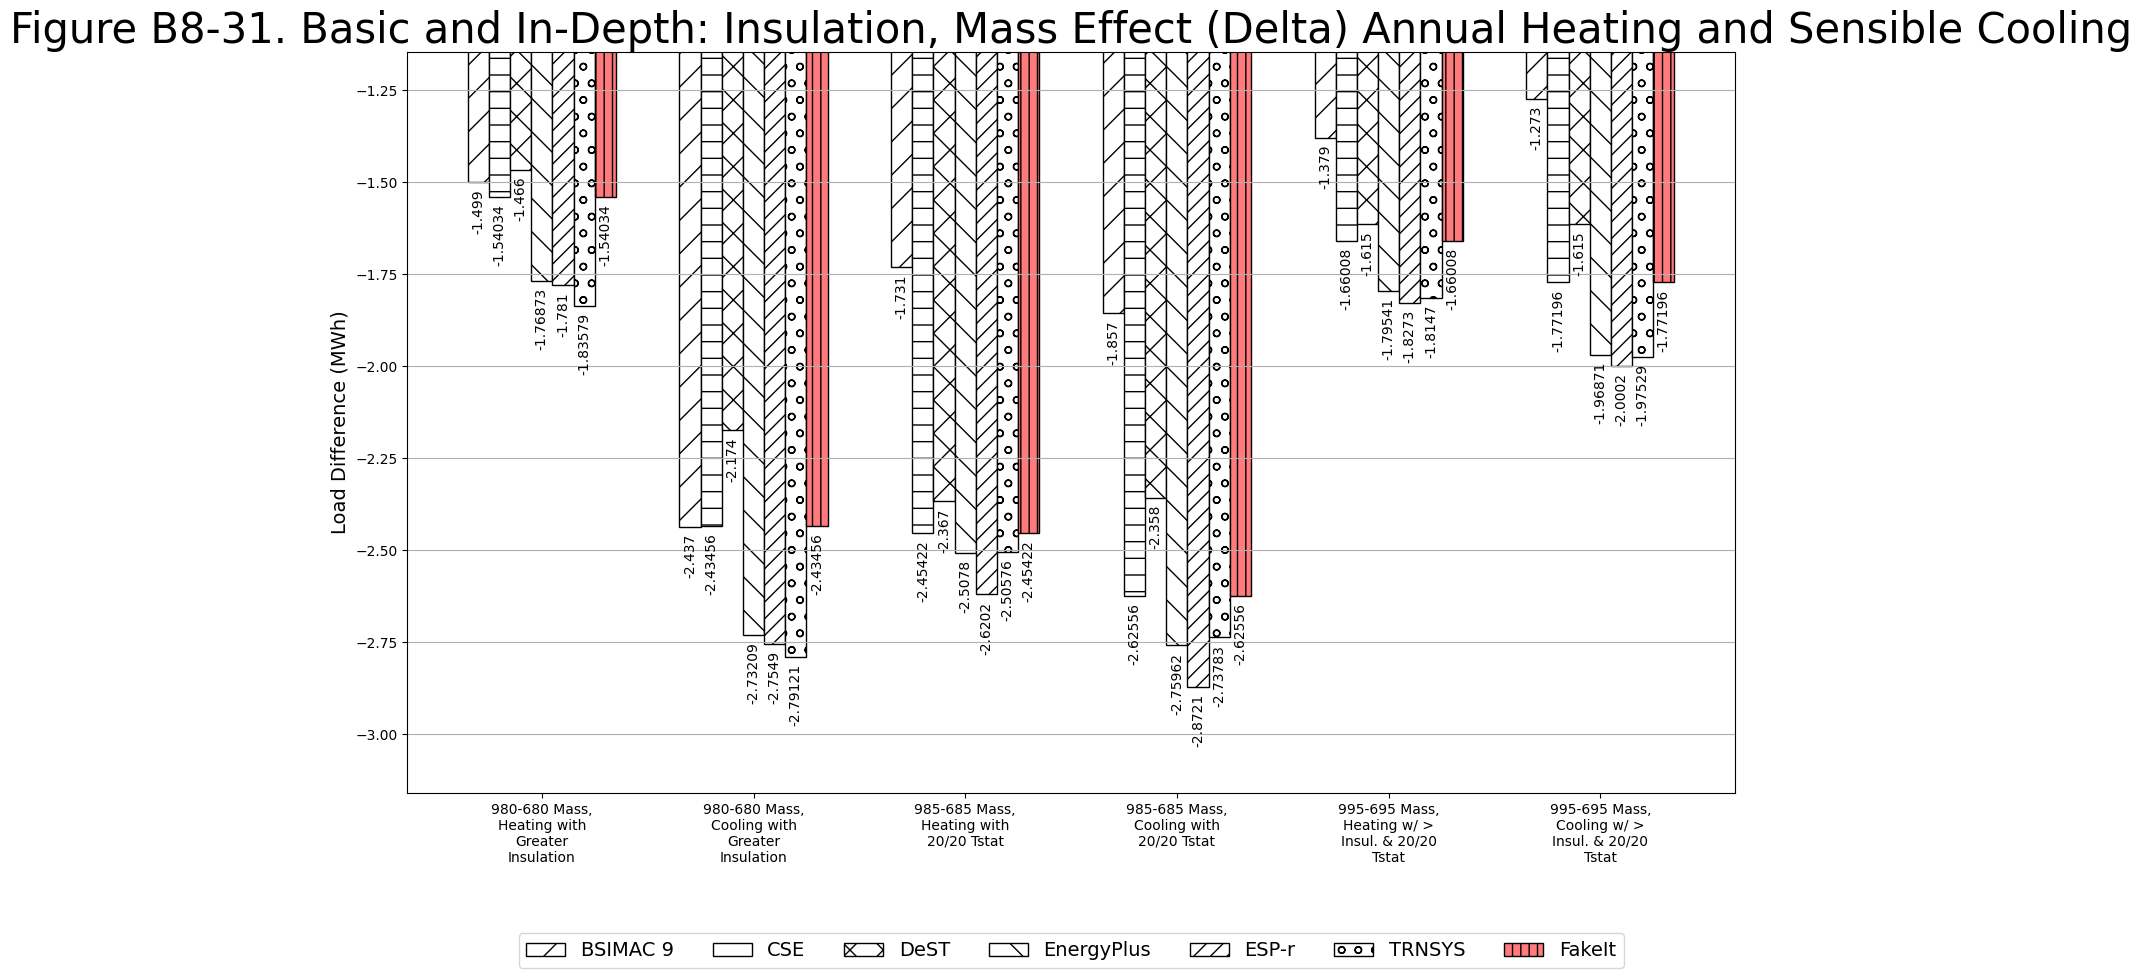 Figure B8-31. Basic and In-Depth: Insulation, Mass Effect (Delta) Annual Heating and Sensible Cooling
Load Difference (MWh)
−1.25
−1.50
−1.75
−2.00
−2.25
−2.50
−2.75
−3.00
-1.499
-1.54034
-1.466
-1.76873
-1.781
-1.83579
-1.54034
-2.437
-2.43456
-2.174
-2.73209
-2.7549
-2.79121
-2.43456
-1.731
-2.45422
-2.367
-2.5078
-2.6202
-2.50576
-2.45422
-1.857
-2.62556
-2.358
-2.75962
-2.8721
-2.73783
-2.62556
-1.379
-1.66008
-1.615
-1.79541
-1.8273
-1.8147
-1.66008
-1.273
-1.77196
-1.615
-1.96871
-2.0002
-1.97529
-1.77196
980-680 Mass,
Heating with
Greater
Insulation
980-680 Mass,
Cooling with
Greater
Insulation
985-685 Mass,
Heating with
20/20 Tstat
985-685 Mass,
Cooling with
20/20 Tstat
995-695 Mass,
Heating w/ >
Insul. & 20/20
Tstat
995-695 Mass,
Cooling w/ >
Insul. & 20/20
Tstat
BSIMAC 9 CSE DeST EnergyPlus ESP-r TRNSYS FakeIt